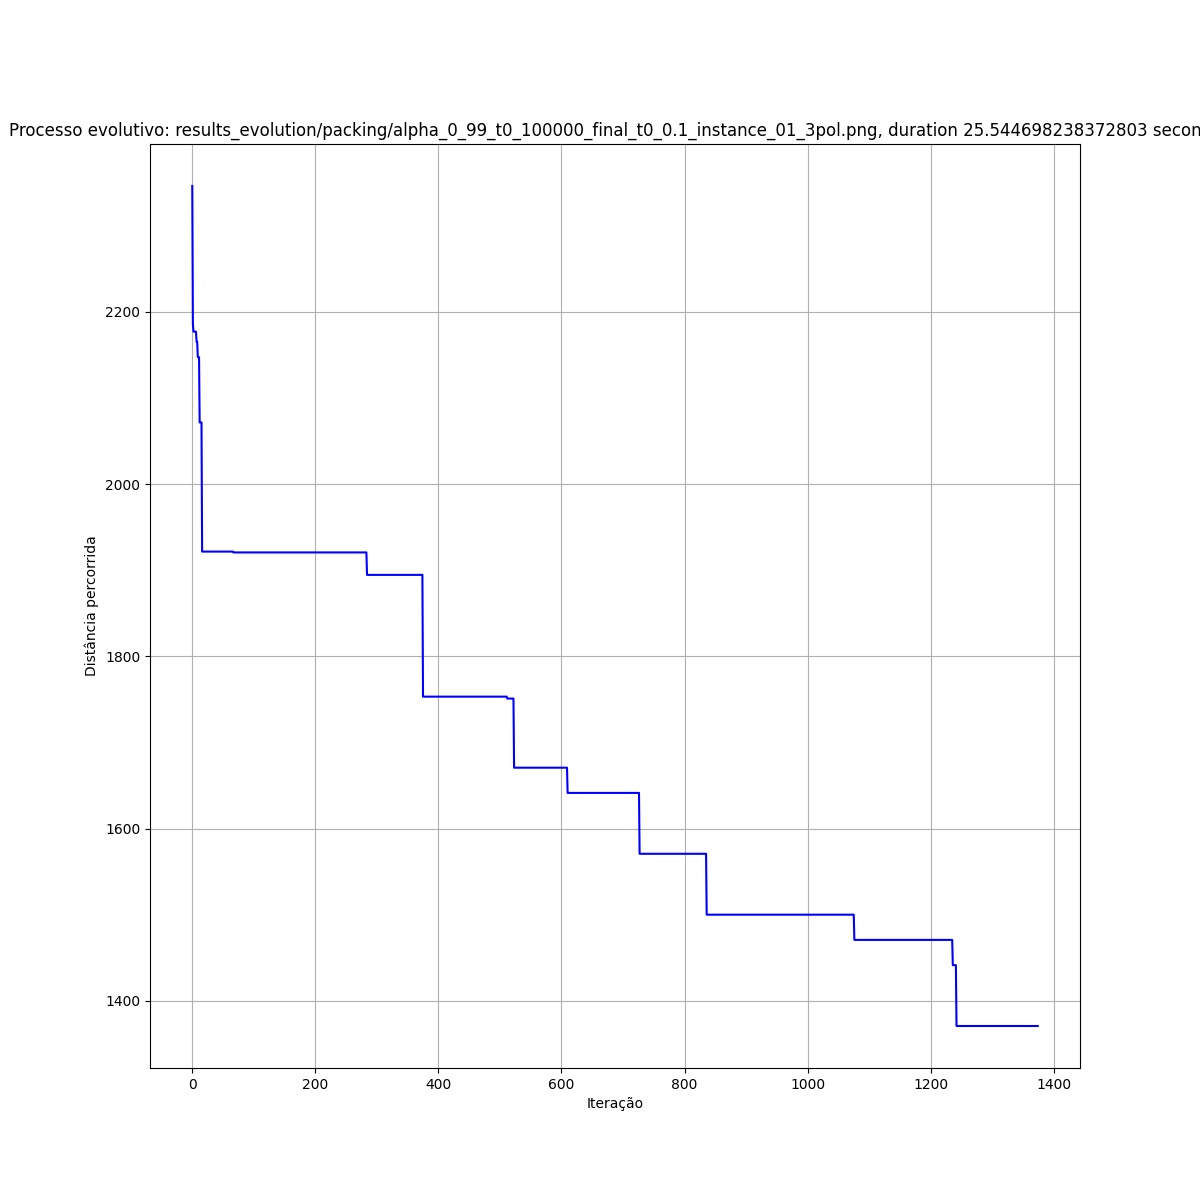 Processo evolutivo: results_evolution/packing/alpha_0_99_t0_100000_final_t0_0.1_instance_01_3pol.png, duration 25.544698238372803 secon
2200
2000
1800
1600
1400
Distância percorrida
0 200 400 600 800 1000 1200 1400
Iteração